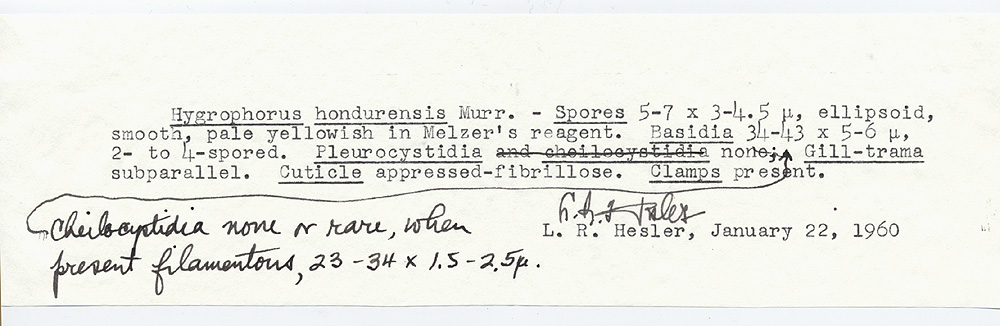 Hygrophorus hondurensis Murr. - Spores 5-7 x 3-4.5 µ, ellipsoid,
smooth, pale yellowish in Melzer's reagent. Basidia 34-43 x 5-6 µ,
2- to 4-spored. Pleurocystidia and cheilocystidia none; Gill-trama
subparallel. Cuticle appressed-fibrillose. Clamps present.
Cheilocyptidia none or rare, when
present filamentous, 23-34 x 1.5-2.5µ.
L. R. Hesler
L. R. Hesler, January 22, 1960